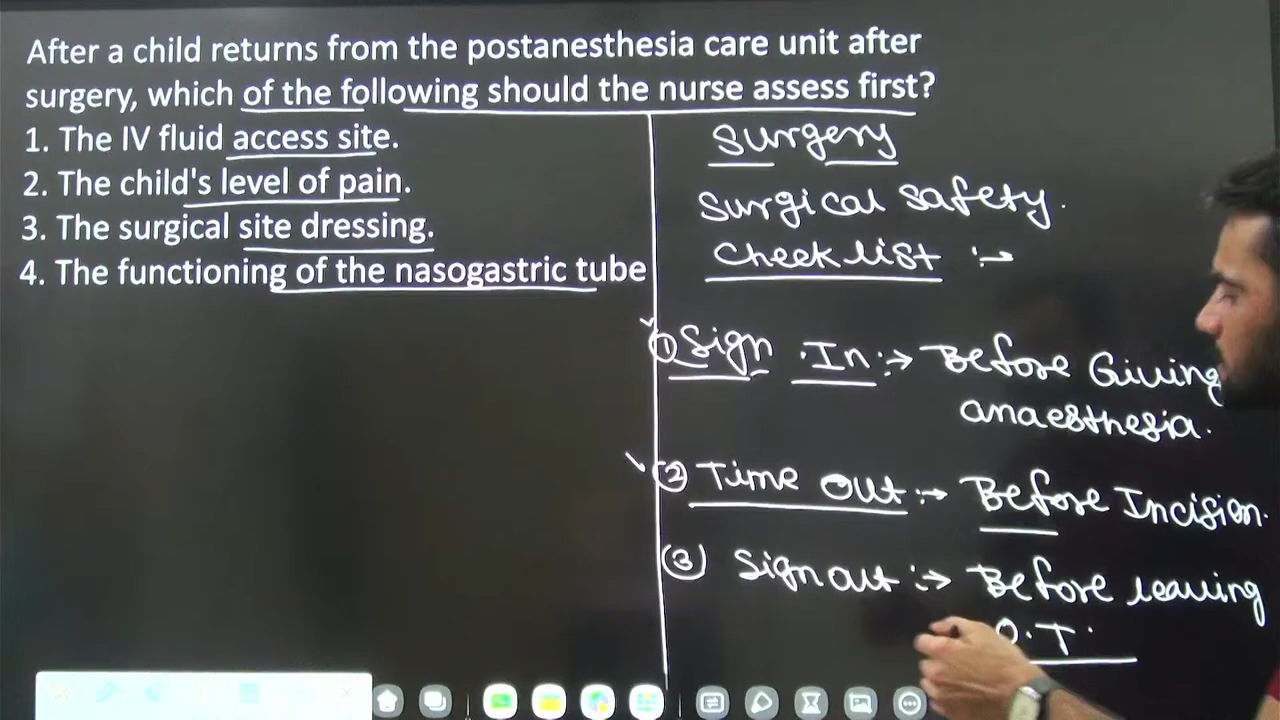 After a child returns from the postanesthesia care unit after
surgery, which of the following should the nurse assess first?
1. The IV fluid access site.
2. The child's level of pain.
3. The surgical site dressing.
4. The functioning of the nasogastric tube
Surgery
Surgical Safety.
Check list :→
① Sign In :→ Before Giving
anaesthesia.
② Time Out :→ Before Incision.
③ Sign out :→ Before leaving
O.T.